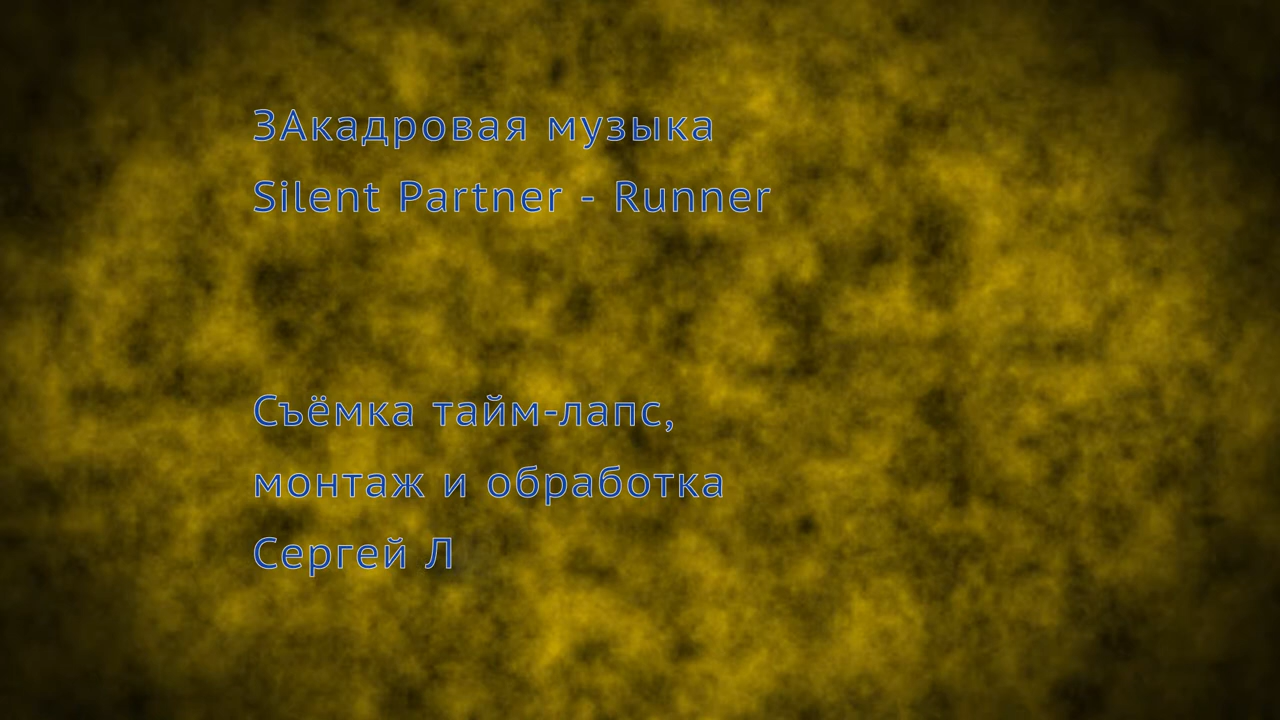 ЗАкадровая музыка
Silent Partner - Runner
Съёмка тайм-лапс,
монтаж и обработка
Сергей Л